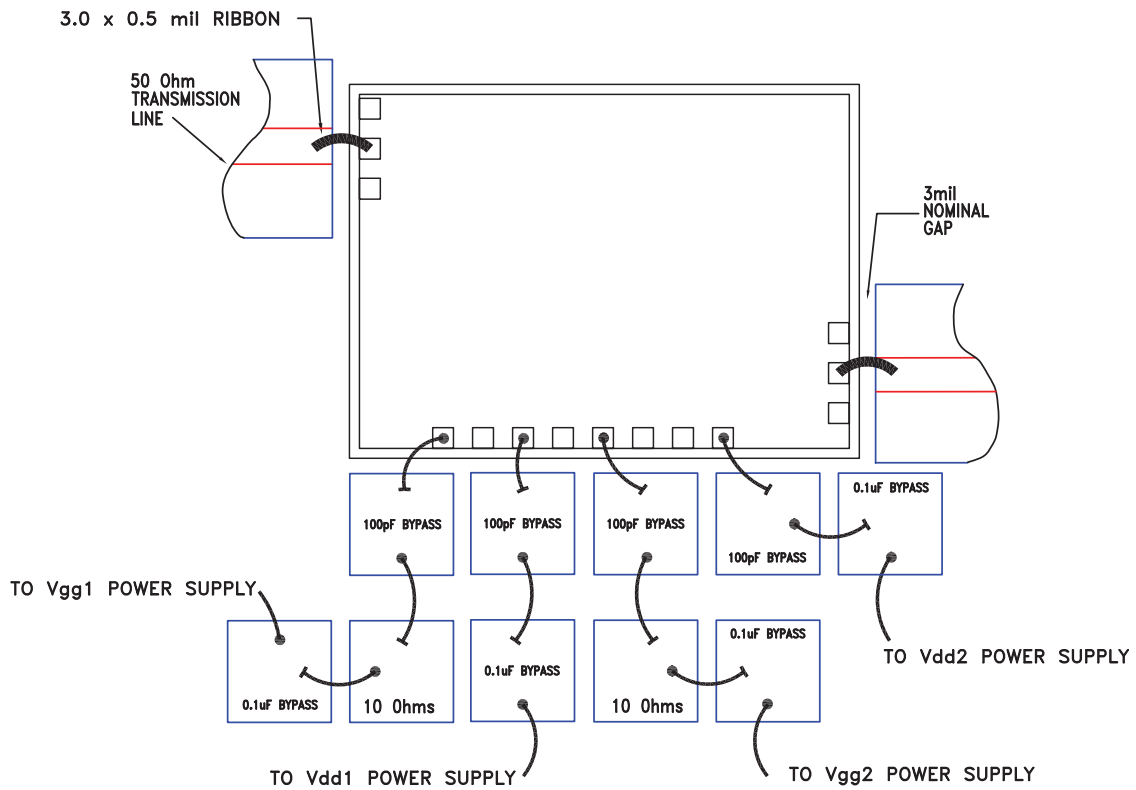 3.0 x 0.5 mil RIBBON
50 Ohm
TRANSMISSION
LINE
3mil
NOMINAL
GAP
100pF BYPASS
100pF BYPASS
100pF BYPASS
100pF BYPASS
0.1uF BYPASS
TO Vgg1 POWER SUPPLY
0.1uF BYPASS
10 Ohms
0.1uF BYPASS
10 Ohms
0.1uF BYPASS
TO Vdd2 POWER SUPPLY
TO Vdd1 POWER SUPPLY
TO Vgg2 POWER SUPPLY